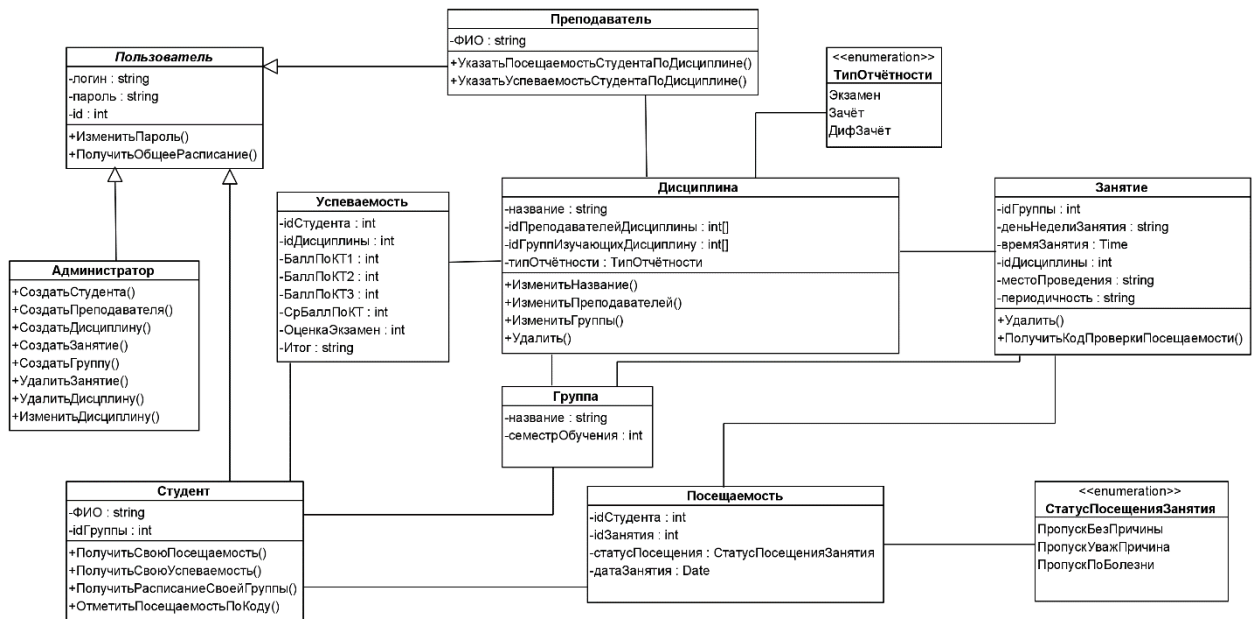 Преподаватель
-ФИО : string
+УказатьПосещаемостьСтудентаПоДисциплине()
+УказатьУспеваемостьСтудентаПоДисциплине()
Пользователь
-логин : string
-пароль : string
-id : int
+ИзменитьПароль()
+ПолучитьОбщееРасписание()
<<enumeration>>
ТипОтчётности
Экзамен
Зачёт
ДифЗачёт
Успеваемость
-idСтудента : int
-idДисциплины : int
-БаллПоКТ1 : int
-БаллПоКТ2 : int
-БаллПоКТ3 : int
-СрБаллПоКТ : int
-ОценкаЭкзамен : int
-Итог : string
Дисциплина
-название : string
-idПреподавателейДисциплины : int[]
-idГруппИзучающихДисциплину : int[]
-типОтчётности : ТипОтчётности
+ИзменитьНазвание()
+ИзменитьПреподавателей()
+ИзменитьГруппы()
+Удалить()
Занятие
-idГруппы : int
-деньНеделиЗанятия : string
-времяЗанятия : Time
-idДисциплины : int
-местоПроведения : string
-периодичность : string
+Удалить()
+ПолучитьКодПроверкиПосещаемости()
Администратор
+СоздатьСтудента()
+СоздатьПреподавателя()
+СоздатьДисциплину()
+СоздатьЗанятие()
+СоздатьГруппу()
+УдалитьЗанятие()
+УдалитьДисцплину()
+ИзменитьДисциплину()
Группа
-название : string
-семестрОбучения : int
Студент
-ФИО : string
-idГруппы : int
+ПолучитьСвоюПосещаемость()
+ПолучитьСвоюУспеваемость()
+ПолучитьРасписаниеСвоейГруппы()
+ОтметитьПосещаемостьПоКоду()
Посещаемость
-idСтудента : int
-idЗанятия : int
-статусПосещения : СтатусПосещенияЗанятия
-датаЗанятия : Date
<<enumeration>>
СтатусПосещенияЗанятия
ПропускБезПричины
ПропускУважПричина
ПропускПоБолезни